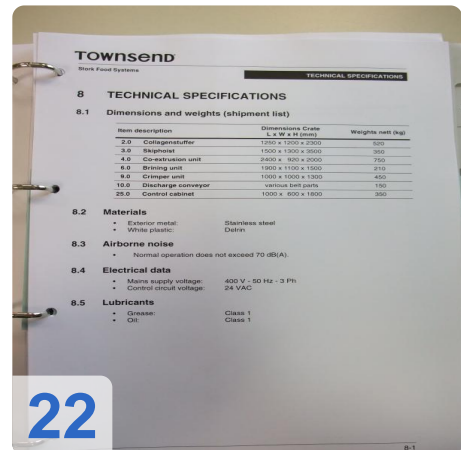 TOWNSEND
Stork Food Systems
TECHNICAL SPECIFICATIONS
8 TECHNICAL SPECIFICATIONS
8.1 Dimensions and weights (shipment list)
Item description Dimensions Crate L x W x H (mm) Weights nett (kg)
2.0 Collagenstuffer 1250 x 1200 x 2300 520
3.0 Skiphoist 1500 x 1300 x 3500 350
4.0 Co-extrusion unit 2400 x 920 x 2000 750
6.0 Brining unit 1900 x 1100 x 1500 210
9.0 Crimper unit 1000 x 1000 x 1300 450
10.0 Discharge conveyor various belt parts 150
25.0 Control cabinet 1000 x 600 x 1800 350
8.2 Materials
• Exterior metal: Stainless steel
• White plastic: Delrin
8.3 Airborne noise
• Normal operation does not exceed 70 dB(A).
8.4 Electrical data
• Mains supply voltage: 400 V - 50 Hz - 3 Ph
• Control circuit voltage: 24 VAC
8.5 Lubricants
• Grease: Class 1
• Oil: Class 1
22
8-1